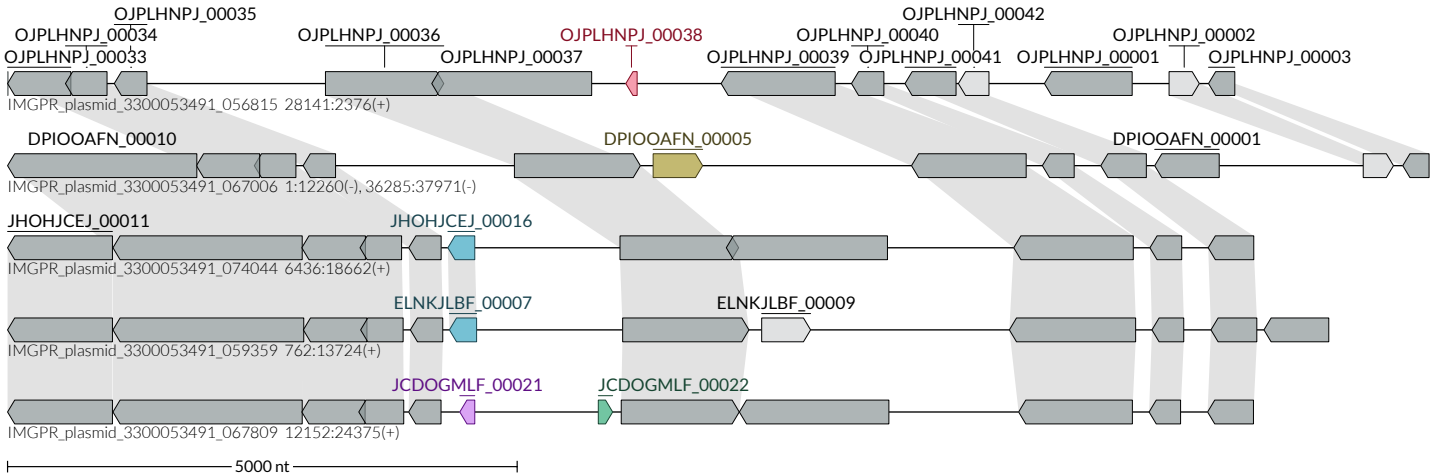 OJPLHNPJ_00035
OJPLHNPJ_00042
OJPLHNPJ_00034
OJPLHNPJ_00036
OJPLHNPJ_00038
OJPLHNPJ_00040
OJPLHNPJ_00002
OJPLHNPJ_00033
OJPLHNPJ_00037
OJPLHNPJ_00039
OJPLHNPJ_00041
OJPLHNPJ_00001
OJPLHNPJ_00003
IMGPR_plasmid_3300053491_056815 28141:2376(+)
DPIOOAFN_00010
DPIOOAFN_00005
DPIOOAFN_00001
IMGPR_plasmid_3300053491_067006 1:12260(-), 36285:37971(-)
JHOHJCEJ_00011
JHOHJCEJ_00016
IMGPR_plasmid_3300053491_074044 6436:18662(+)
ELNKJLBF_00007
ELNKJLBF_00009
IMGPR_plasmid_3300053491_059359 762:13724(+)
JCDOGMLF_00021
JCDOGMLF_00022
IMGPR_plasmid_3300053491_067809 12152:24375(+)
5000 nt